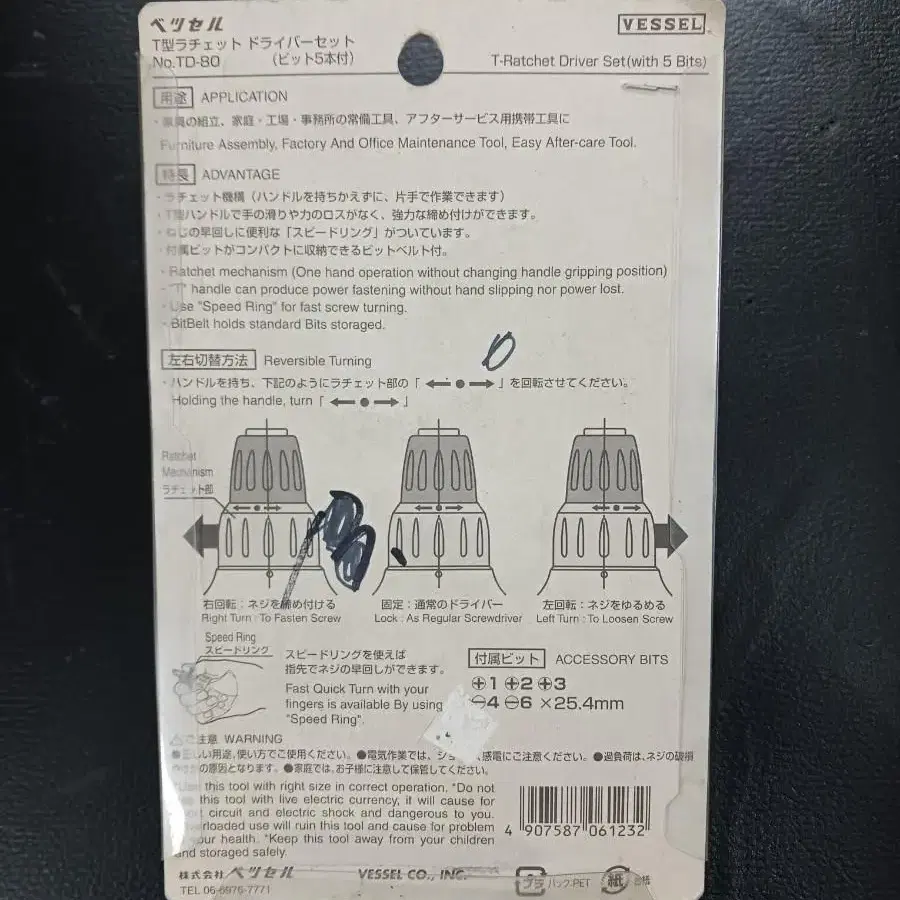 ベッセル
VESSEL
T型ラチェット ドライバーセット
No.TD-80 (ビット5本付)
T-Ratchet Driver Set(with 5 Bits)
用途 APPLICATION
・家具の組立、家庭・工場・事務所の常備工具、アフターサービス用携帯工具に
Furniture Assembly, Factory And Office Maintenance Tool, Easy After-care Tool.
特長 ADVANTAGE
・ラチェット機構（ハンドルを持ちかえずに、片手で作業できます）
・T型ハンドルで手の滑りや力のロスがなく、強力な締め付けができます。
・ねじの早回しに便利な「スピードリング」がついています。
・付属ビットがコンパクトに収納できるビットベルト付。
・Ratchet mechanism (One hand operation without changing handle gripping position)
・"T" handle can produce power fastening without hand slipping nor power lost.
・Use "Speed Ring" for fast screw turning.
・BitBelt holds standard Bits storaged.
左右切替方法 Reversible Turning
・ハンドルを持ち、下記のようにラチェット部の「 ←●→ 」を回転させてください。
Holding the handle, turn「 ←●→ 」
Ratchet
Mechanism
ラチェット部
右回転：ネジを締め付ける
Right Turn : To Fasten Screw
固定：通常のドライバー
Lock : As Regular Screwdriver
左回転：ネジをゆるめる
Left Turn : To Loosen Screw
Speed Ring
スピードリング
スピードリングを使えば
指先でネジの早回しができます。
Fast Quick Turn with your
fingers is available By using
"Speed Ring".
付属ビット ACCESSORY BITS
⊕1 ⊕2 ⊕3
⊖4 ⊖6 ×25.4mm
⚠ご注意 WARNING
●正しい用途、使い方でご使用ください。●電気作業では、ショート、感電にご注意ください。●過負荷は、ネジの破損
の原因となります。●家庭では、お子様に注意して保管してください。
*Use this tool with right size in correct operation. *Do not
use this tool with live electric currency, it will cause for
short circuit and electric shock and dangerous to you.
*Overloaded use will ruin this tool and cause for problem
your health. *Keep this tool away from your children
and storaged safely.
4 907587 061232
株式会社 ベッセル VESSEL CO., INC.
TEL 06-6976-7771
プラ パック:PET 紙 台紙